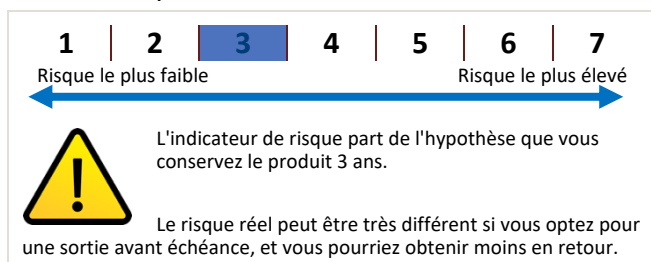 1 2 3 4 5 6 7
Risque le plus faible Risque le plus élevé
L'indicateur de risque part de l'hypothèse que vous
conservez le produit 3 ans.
Le risque réel peut être très différent si vous optez pour
une sortie avant échéance, et vous pourriez obtenir moins en retour.